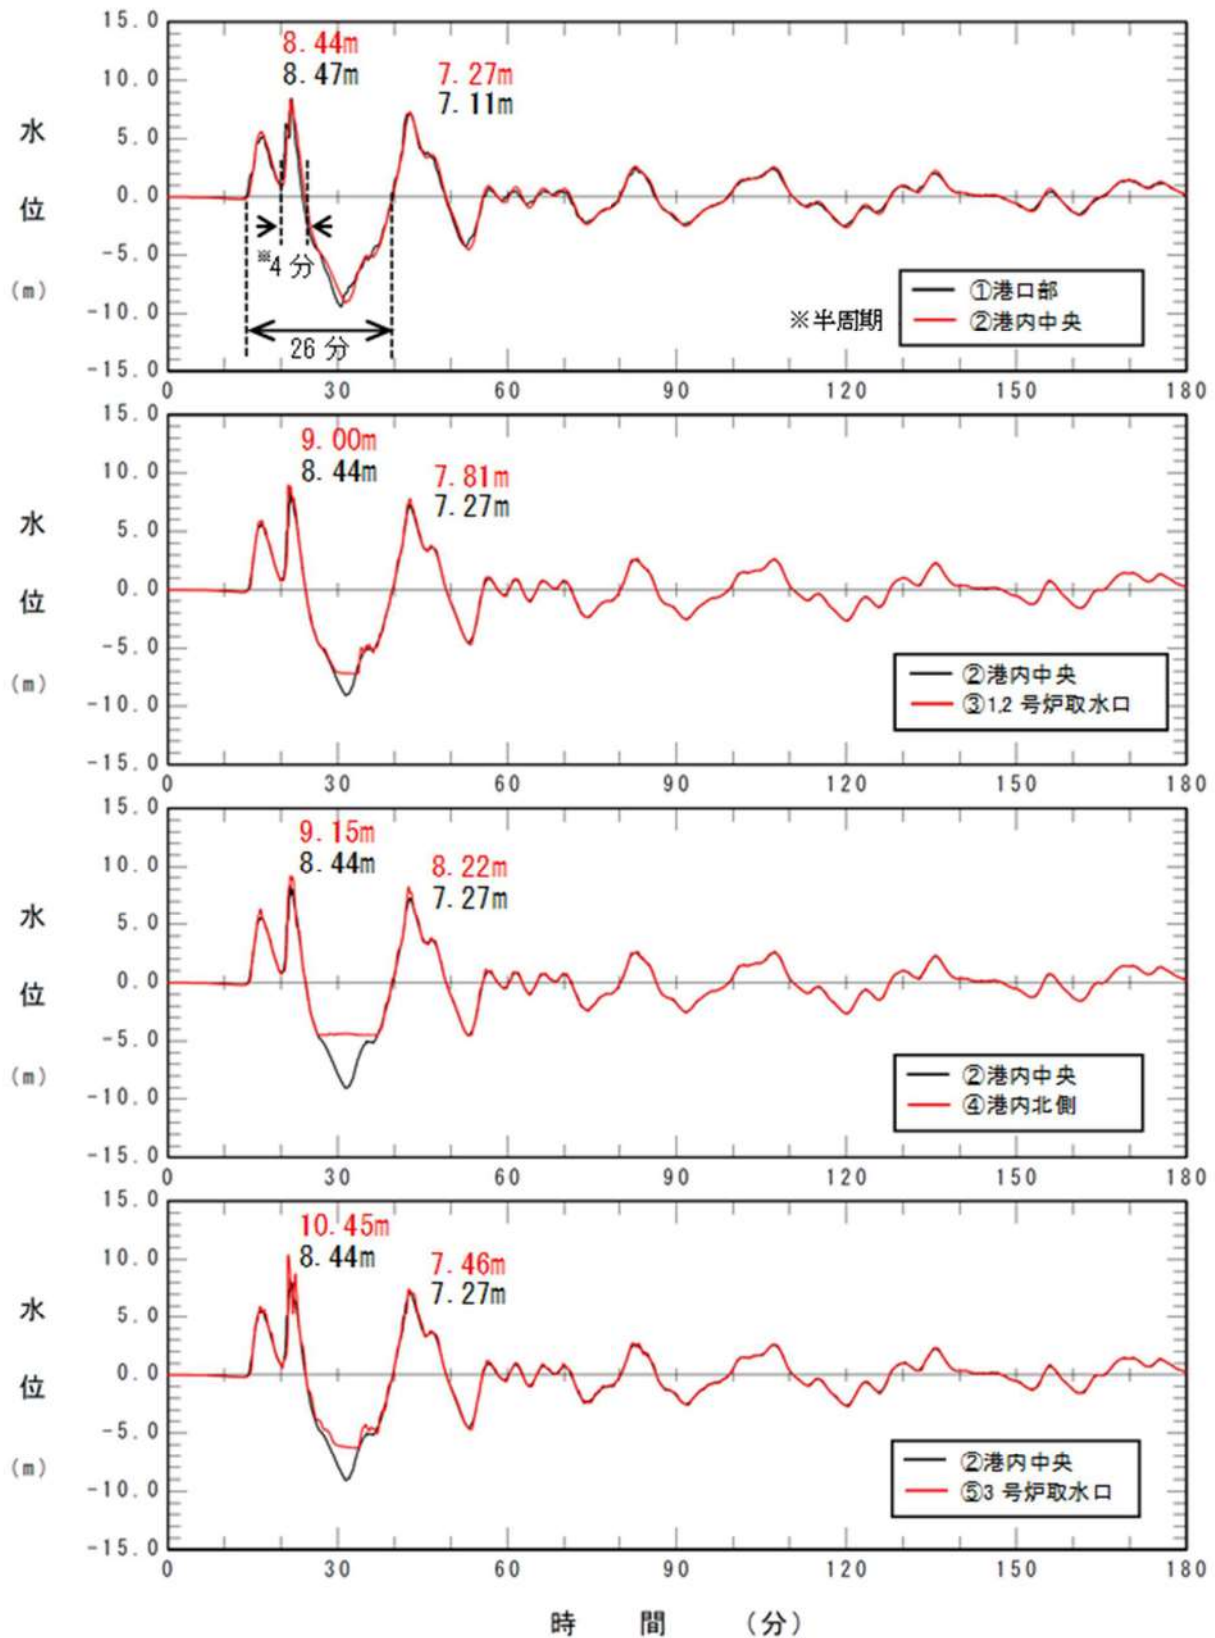 15.0
10.0
5.0
0.0
-5.0
-10.0
-15.0
水
位
(m)
8.44m
8.47m
7.27m
7.11m
※4分
26分
※半周期
①港口部
②港内中央
0 30 60 90 120 150 180
15.0
10.0
5.0
0.0
-5.0
-10.0
-15.0
水
位
(m)
9.00m
8.44m
7.81m
7.27m
②港内中央
③1,2号炉取水口
0 30 60 90 120 150 180
15.0
10.0
5.0
0.0
-5.0
-10.0
-15.0
水
位
(m)
9.15m
8.44m
8.22m
7.27m
②港内中央
④港内北側
0 30 60 90 120 150 180
15.0
10.0
5.0
0.0
-5.0
-10.0
-15.0
水
位
(m)
10.45m
8.44m
7.46m
7.27m
②港内中央
⑤3号炉取水口
0 30 60 90 120 150 180
時間(分)